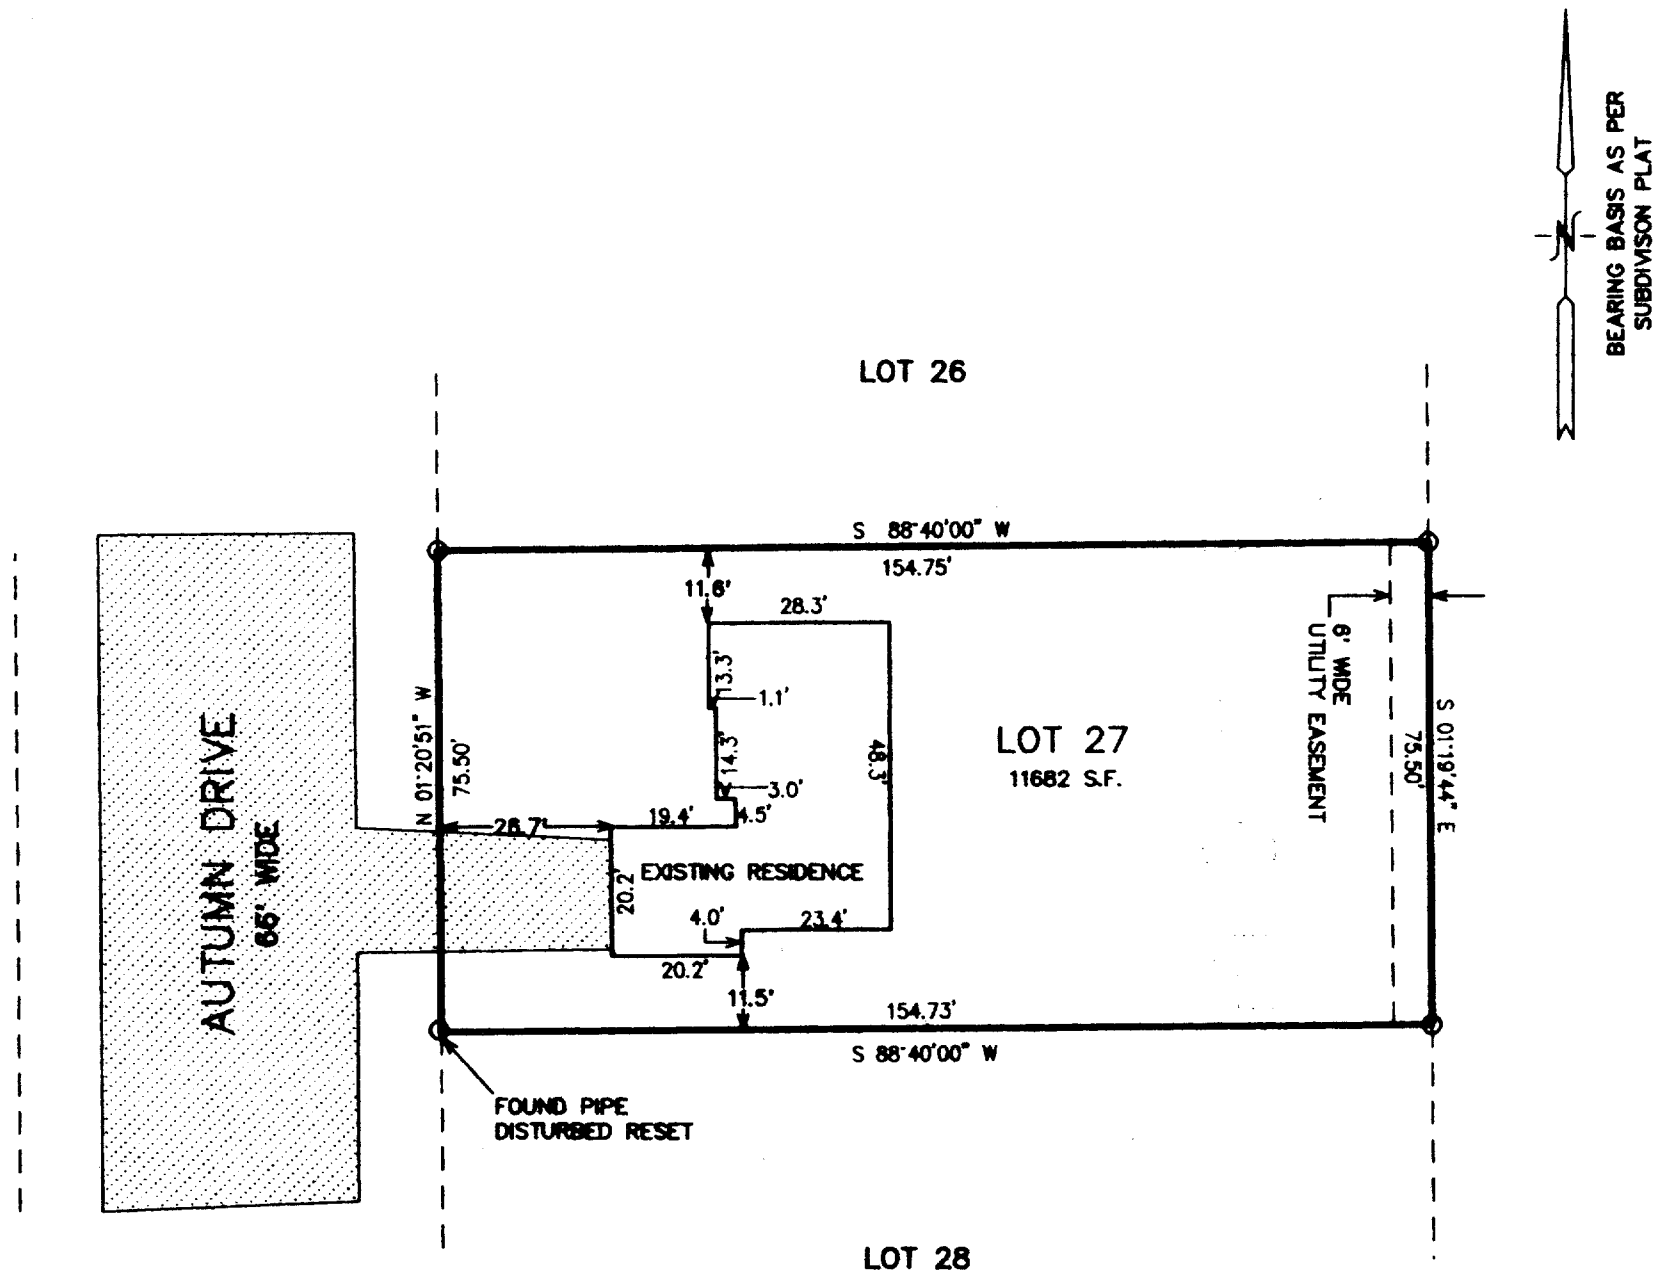 BEARING BASIS AS PER
SUBDIVISON PLAT
N
LOT 26
S 88°40'00" W
154.75'
11.6'
28.3'
6' WIDE
UTILITY EASEMENT
13.3'
1.1'
N 01°20'51" W
75.50'
S 01°19'44" E
75.50'
AUTUMN DRIVE
66' WIDE
14.3'
48.3'
LOT 27
11682 S.F.
3.0'
26.7'
19.4'
4.5'
EXISTING RESIDENCE
20.2'
4.0'
23.4'
20.2'
11.5'
154.73'
S 88°40'00" W
FOUND PIPE
DISTURBED RESET
LOT 28